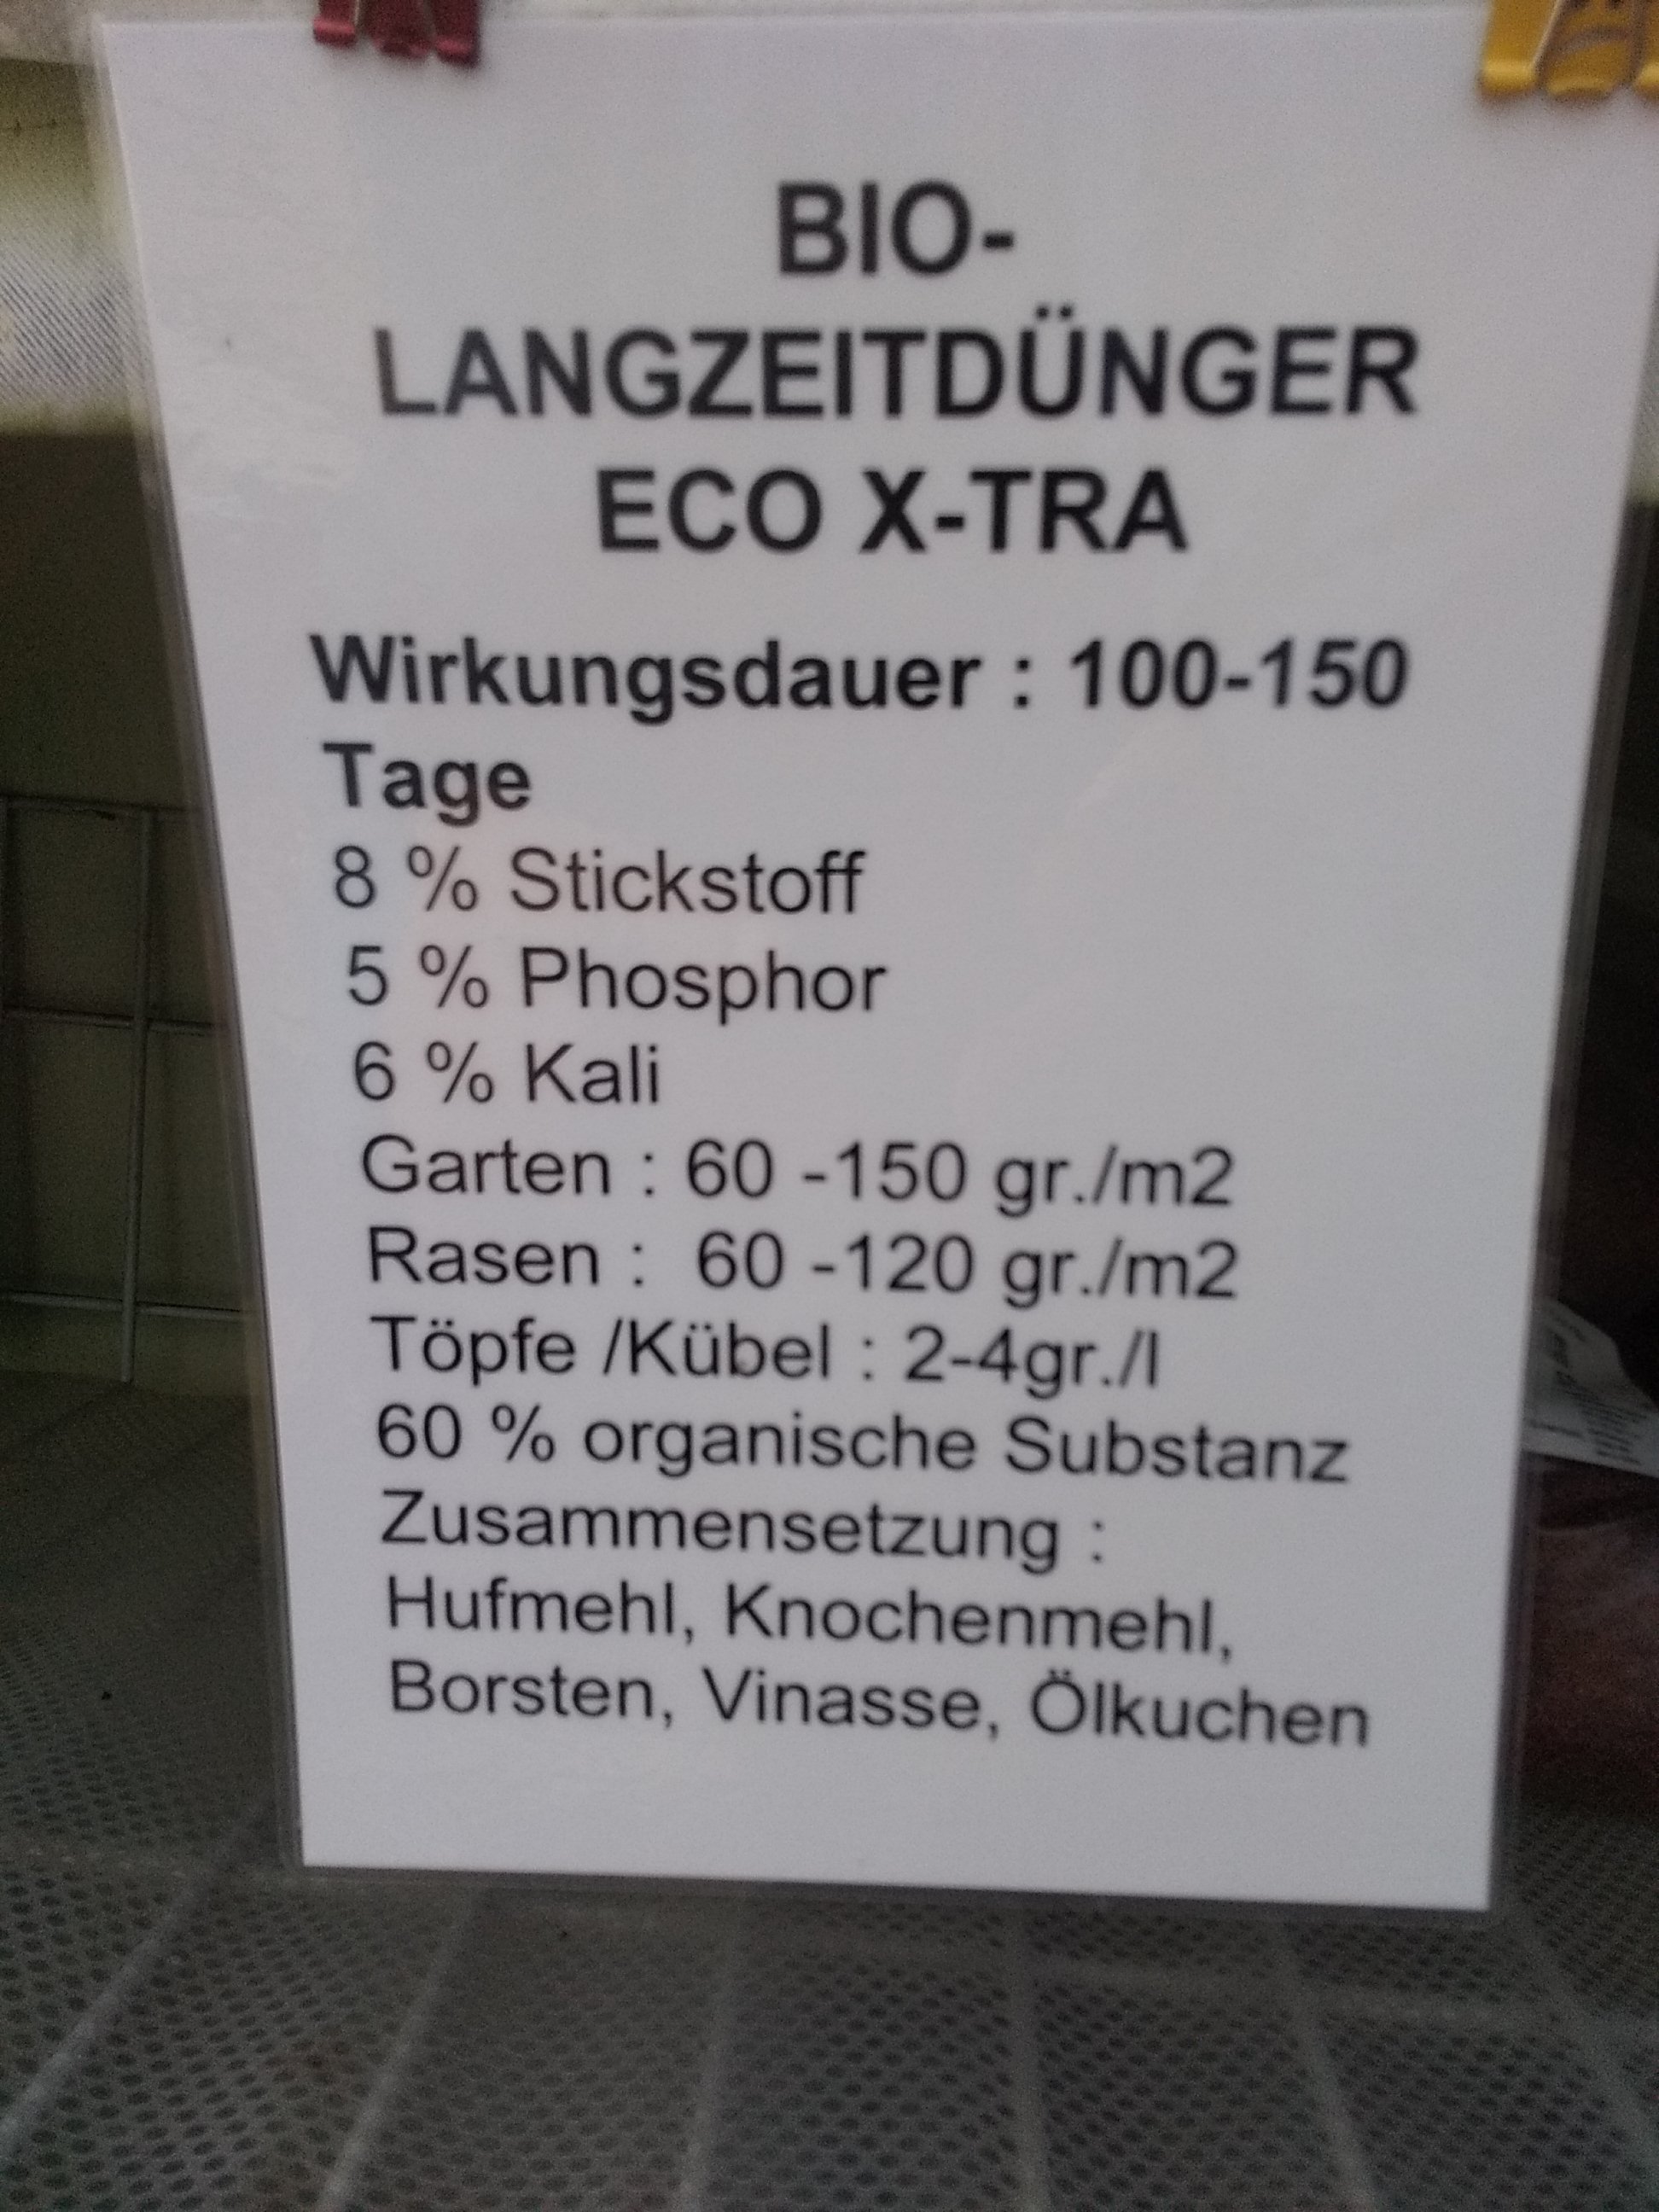 BIO-
LANGZEITDÜNGER
ECO X-TRA
Wirkungsdauer : 100-150
Tage
8 % Stickstoff
5 % Phosphor
6 % Kali
Garten : 60 -150 gr./m2
Rasen : 60 -120 gr./m2
Töpfe /Kübel : 2-4gr./l
60 % organische Substanz
Zusammensetzung :
Hufmehl, Knochenmehl,
Borsten, Vinasse, Ölkuchen